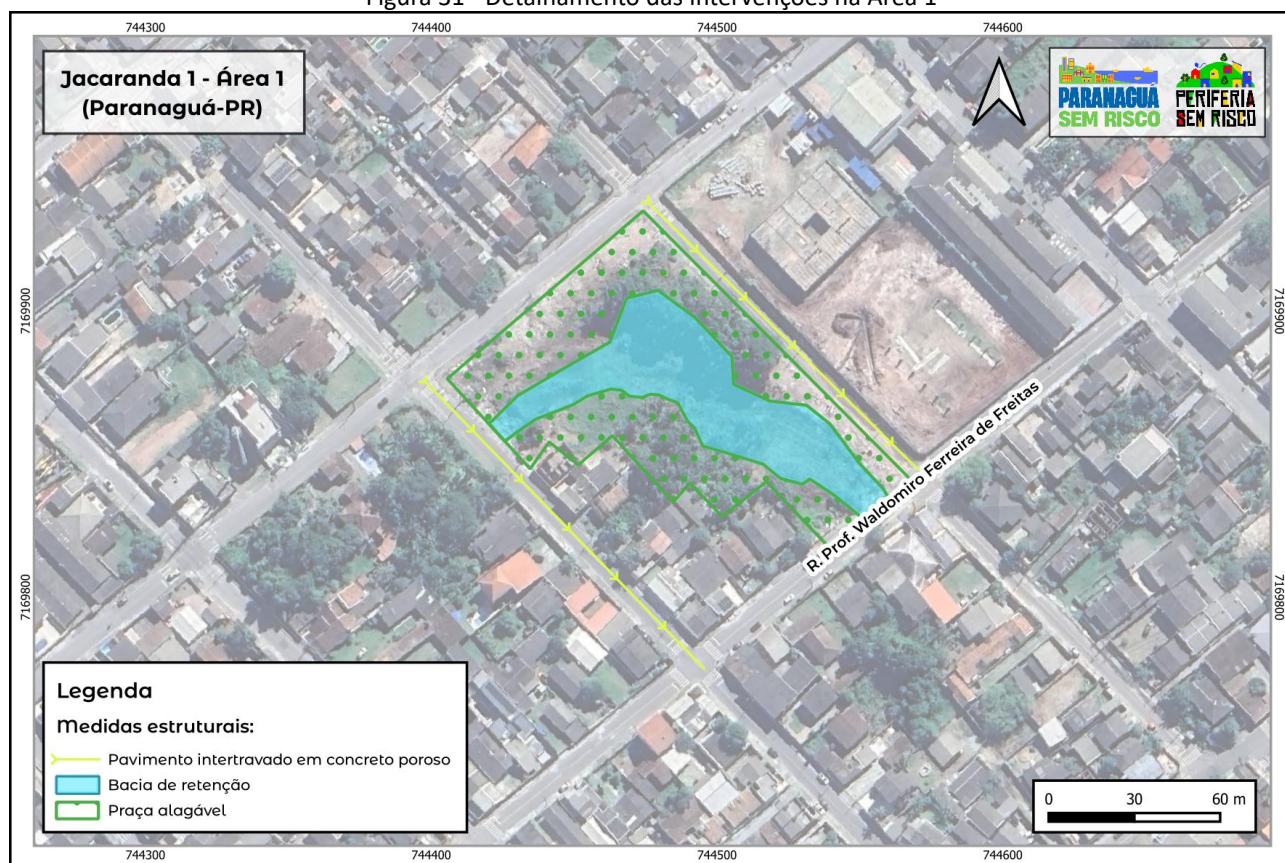 Figura 31 - Detalhamento das intervenções na Área 1
744300 744400 744500 744600
Jacaranda 1 - Área 1
(Paranaguá-PR)
PARANAGUÁ
SEM RISCO
PERIFERIA
SEM RISCO
7169900 7169900
R. Prof. Waldomiro Ferreira de Freitas
7169800 7169800
Legenda
Medidas estruturais:
Pavimento intertravado em concreto poroso
Bacia de retenção
Praça alagável
0 30 60 m
744300 744400 744500 744600